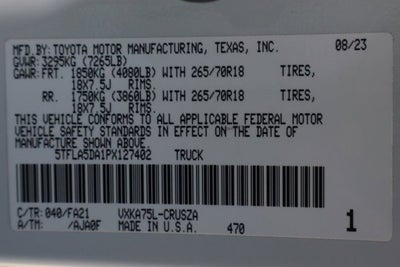 MFD.BY: TOYOTA MOTOR MANUFACTURING, TEXAS, INC. 08/23
GVWR: 3295KG (7265LB)
GAWR: FRT. 1850KG (4080LB) WITH 265/70R18 TIRES,
18X7.5J RIMS,
RR. 1750KG (3860LB) WITH 265/70R18 TIRES,
18X7.5J RIMS.
THIS VEHICLE CONFORMS TO ALL APPLICABLE FEDERAL MOTOR
VEHICLE SAFETY STANDARDS IN EFFECT ON THE DATE OF
MANUFACTURE SHOWN ABOVE.
5TFLA5DA1PX127402 TRUCK
C/TR: 040/FA21 VXKA75L-CRUSZA
A/TM: /AJA0F MADE IN U.S.A. 470 1